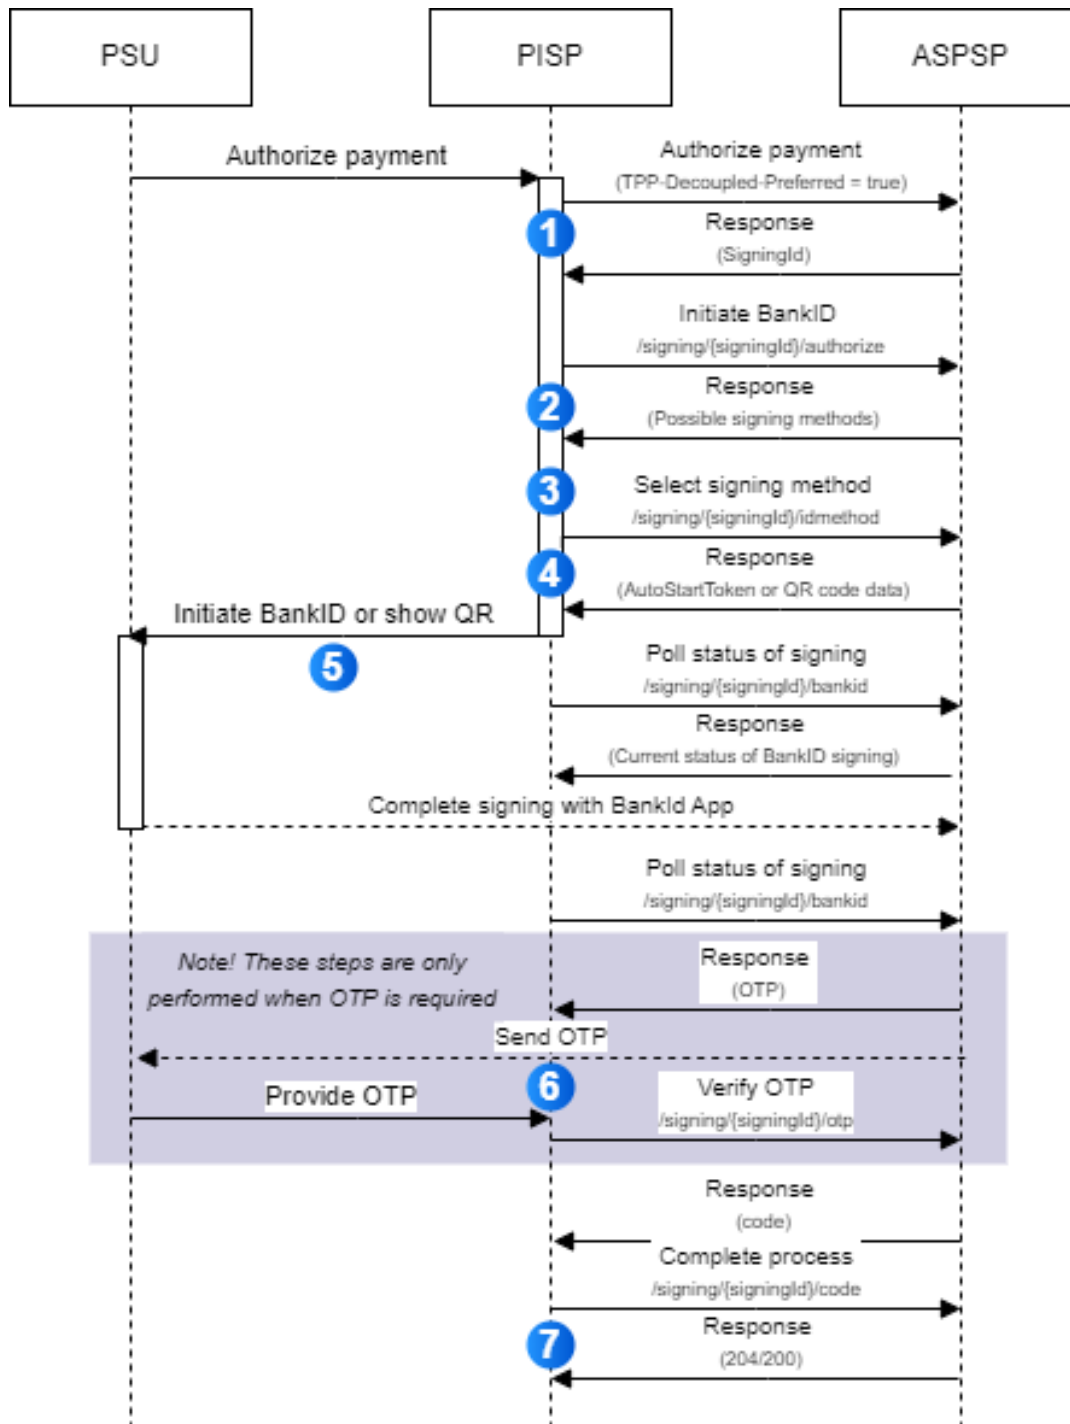 PSU
PISP
ASPSP
Authorize payment
Authorize payment
(TPP-Decoupled-Preferred = true)
1
Response
(SigningId)
Initiate BankID
/signing/{signingId}/authorize
2
Response
(Possible signing methods)
3
Select signing method
/signing/{signingId}/idmethod
4
Response
(AutoStartToken or QR code data)
Initiate BankID or show QR
5
Poll status of signing
/signing/{signingId}/bankid
Response
(Current status of BankID signing)
Complete signing with BankId App
Poll status of signing
/signing/{signingId}/bankid
Note! These steps are only
performed when OTP is required
Response
(OTP)
Send OTP
6
Provide OTP
Verify OTP
/signing/{signingId}/otp
Response
(code)
Complete process
/signing/{signingId}/code
7
Response
(204/200)